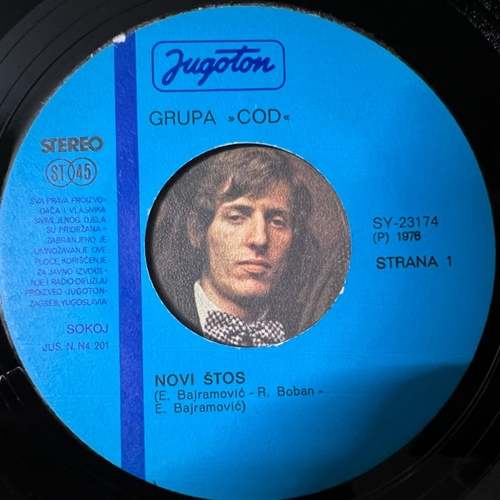 Jugoton
GRUPA »COD«
STEREO
ST 45
SVA PRAVA PROIZVO-
ĐAČA I VLASNIKA
SNIMLJENOG DJELA
SU PRIDRŽANA -
ZABRANJENO JE
UMNOŽAVANJE OVE
PLOČE, KORIŠĆENJE
ZA JAVNO IZVOĐE-
NJE I RADIO DIFUZIJU
PROIZVEO »JUGOTON«
ZAGREB, YUGOSLAVIA
SOKOJ
JUS. N. N4 201
SY-23174
(P) 1978
STRANA 1
NOVI ŠTOS
(E. Bajramović - R. Boban -
E. Bajramović)